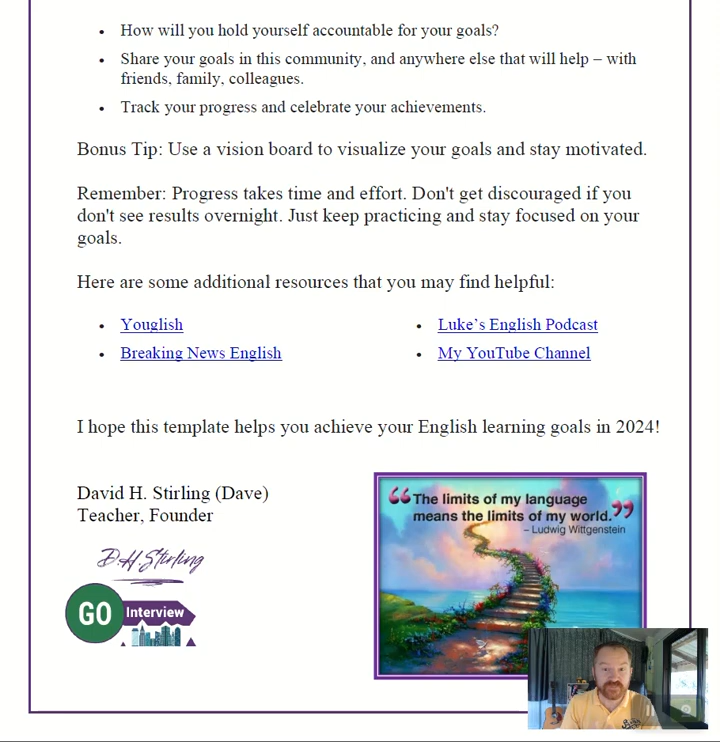 • How will you hold yourself accountable for your goals?
• Share your goals in this community, and anywhere else that will help – with
friends, family, colleagues.
• Track your progress and celebrate your achievements.
Bonus Tip: Use a vision board to visualize your goals and stay motivated.
Remember: Progress takes time and effort. Don't get discouraged if you
don't see results overnight. Just keep practicing and stay focused on your
goals.
Here are some additional resources that you may find helpful:
• Youglish
• Breaking News English
• Luke’s English Podcast
• My YouTube Channel
I hope this template helps you achieve your English learning goals in 2024!
David H. Stirling (Dave)
Teacher, Founder
D.H.Stirling
GO Interview
“The limits of my language
means the limits of my world.”
– Ludwig Wittgenstein